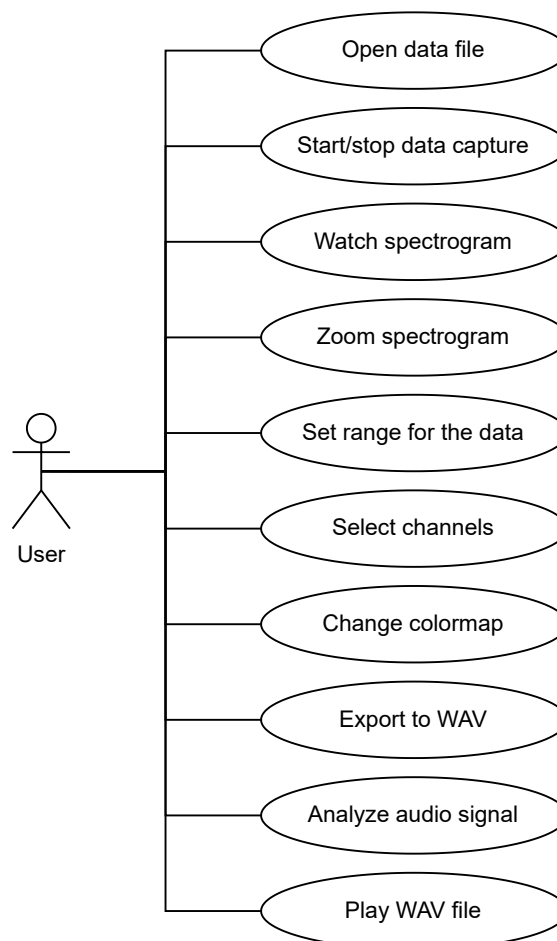 Open data file
Start/stop data capture
Watch spectrogram
Zoom spectrogram
Set range for the data
User
Select channels
Change colormap
Export to WAV
Analyze audio signal
Play WAV file